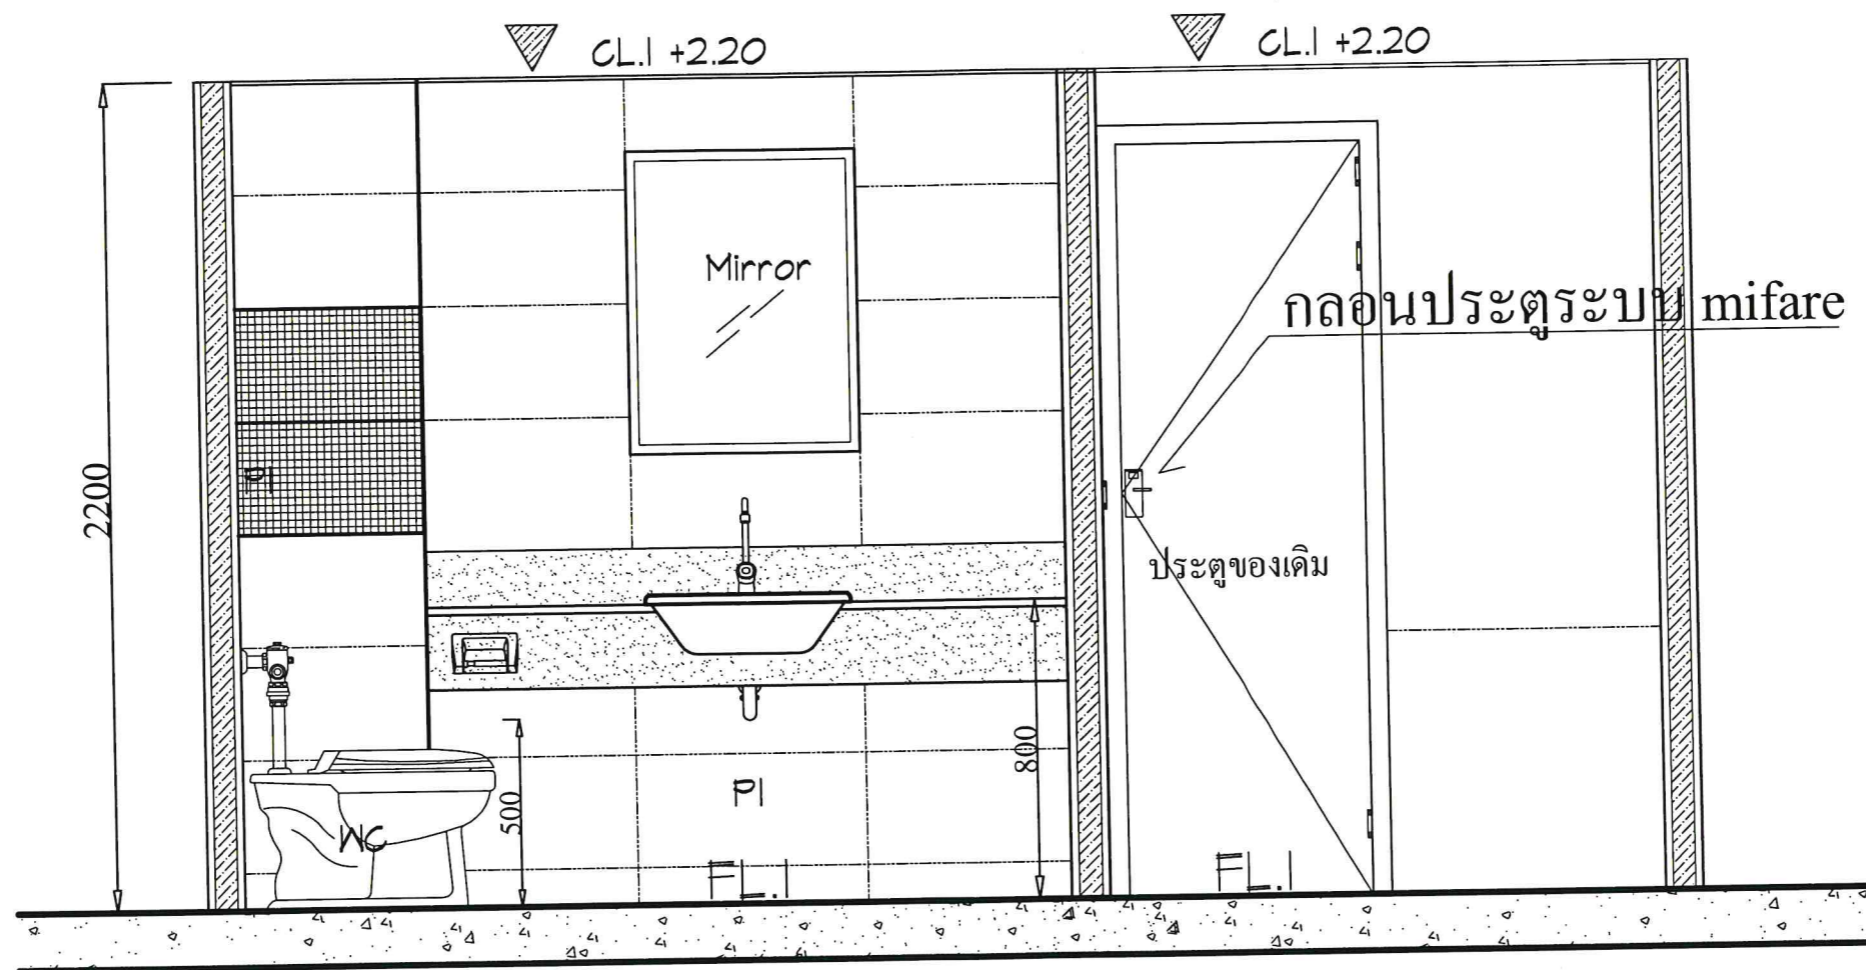 CL.1 +2.20
CL.1 +2.20
Mirror
กลอนประตูระบบ mifare
P1
2200
ประตูของเดิม
800
P1
500
WC
FL.1
FL.1